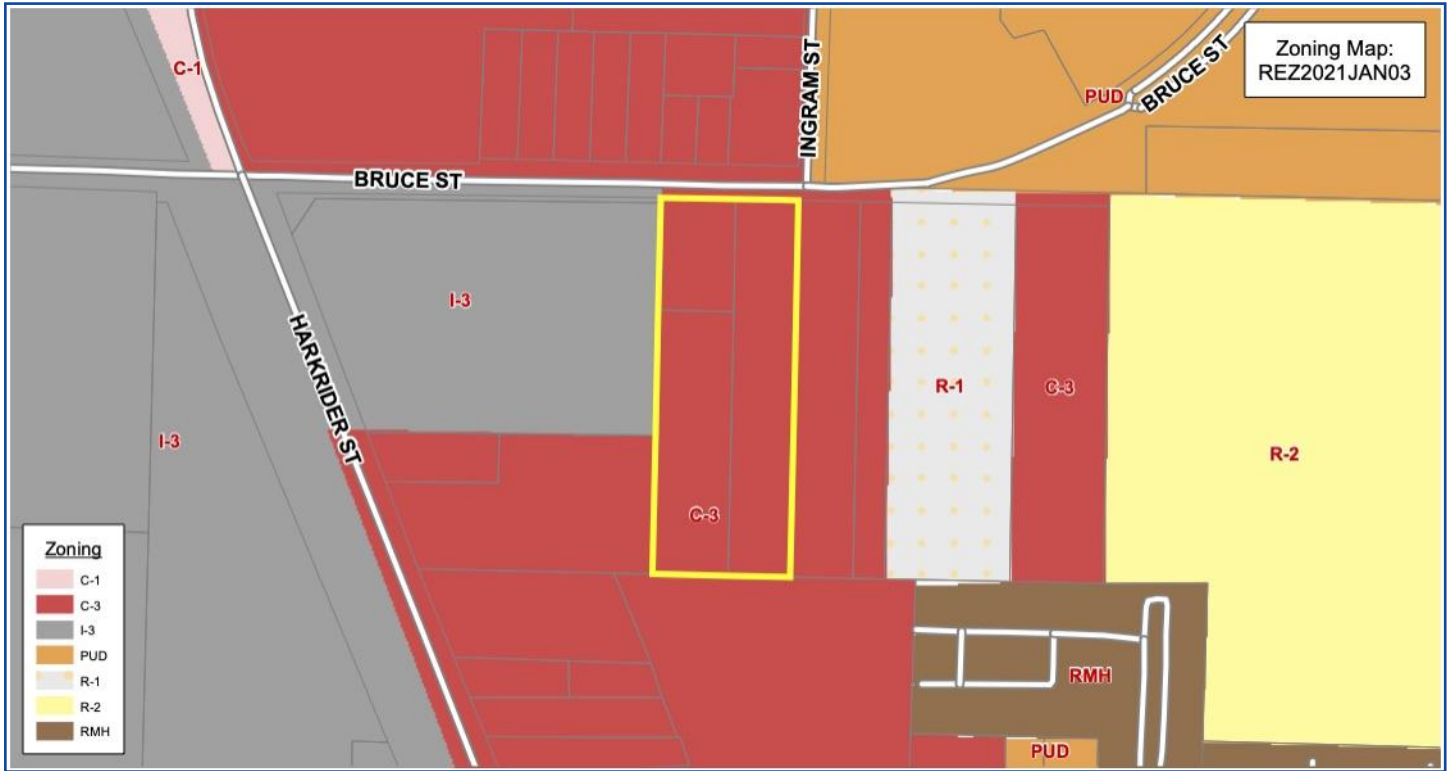 C-1
INGRAM ST
PUD
BRUCE ST
Zoning Map:
REZ2021JAN03
BRUCE ST
I-3
HARKRIDER ST
I-3
C-3
R-1
C-3
R-2
RMH
PUD
Zoning
C-1
C-3
I-3
PUD
R-1
R-2
RMH